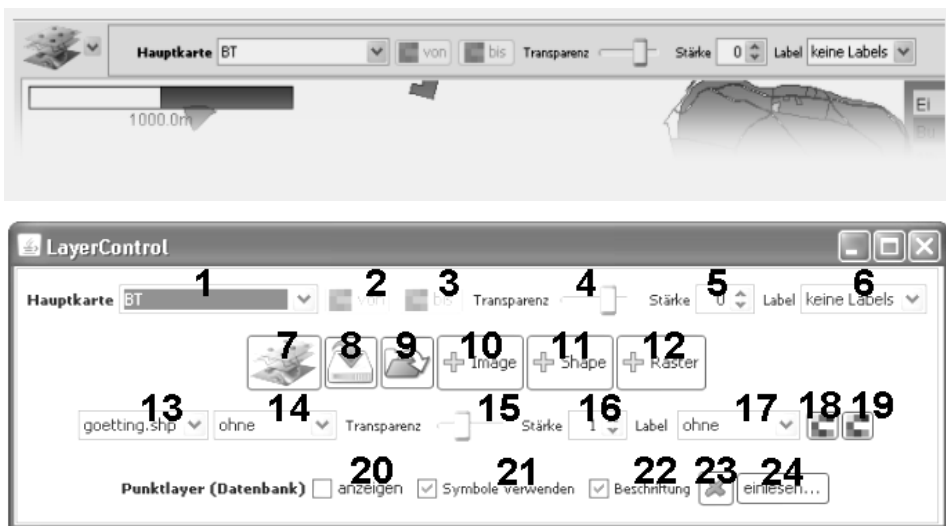 Hauptkarte BT von bis Transparenz Stärke 0 Label keine Labels
1000.0m
Ei
Bu
LayerControl
1 2 3 4 5 6
Hauptkarte BT von bis Transparenz Stärke 0 Label keine Labels
7 8 9 10 11 12
Image Shape Raster
13 14 15 16 17 18 19
goetting.shp ohne Transparenz Stärke 1 Label ohne
20 21 22 23 24
Punktlayer (Datenbank) anzeigen Symbole verwenden Beschriftung einlesen...